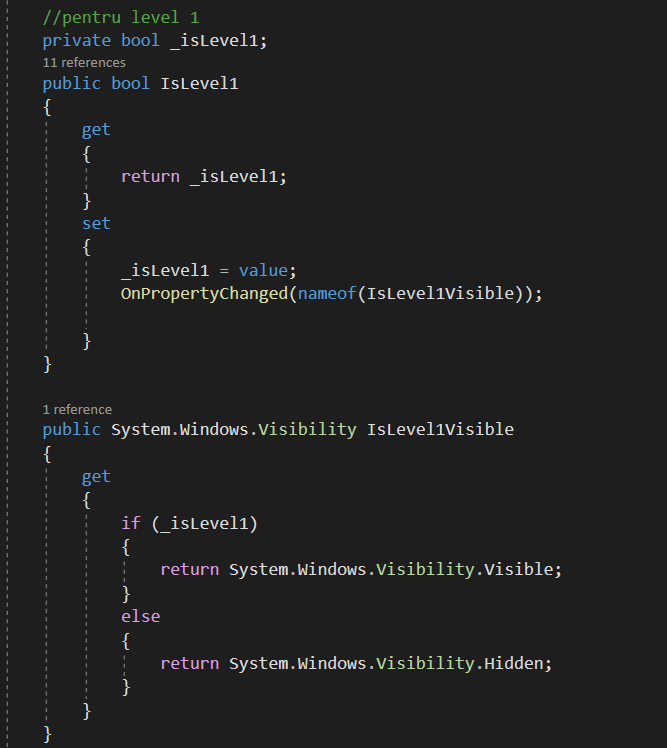 //pentru level 1
private bool _isLevel1;
11 references
public bool IsLevel1
{
get
{
return _isLevel1;
}
set
{
_isLevel1 = value;
OnPropertyChanged(nameof(IsLevel1Visible));
}
}
1 reference
public System.Windows.Visibility IsLevel1Visible
{
get
{
if (_isLevel1)
{
return System.Windows.Visibility.Visible;
}
else
{
return System.Windows.Visibility.Hidden;
}
}
}